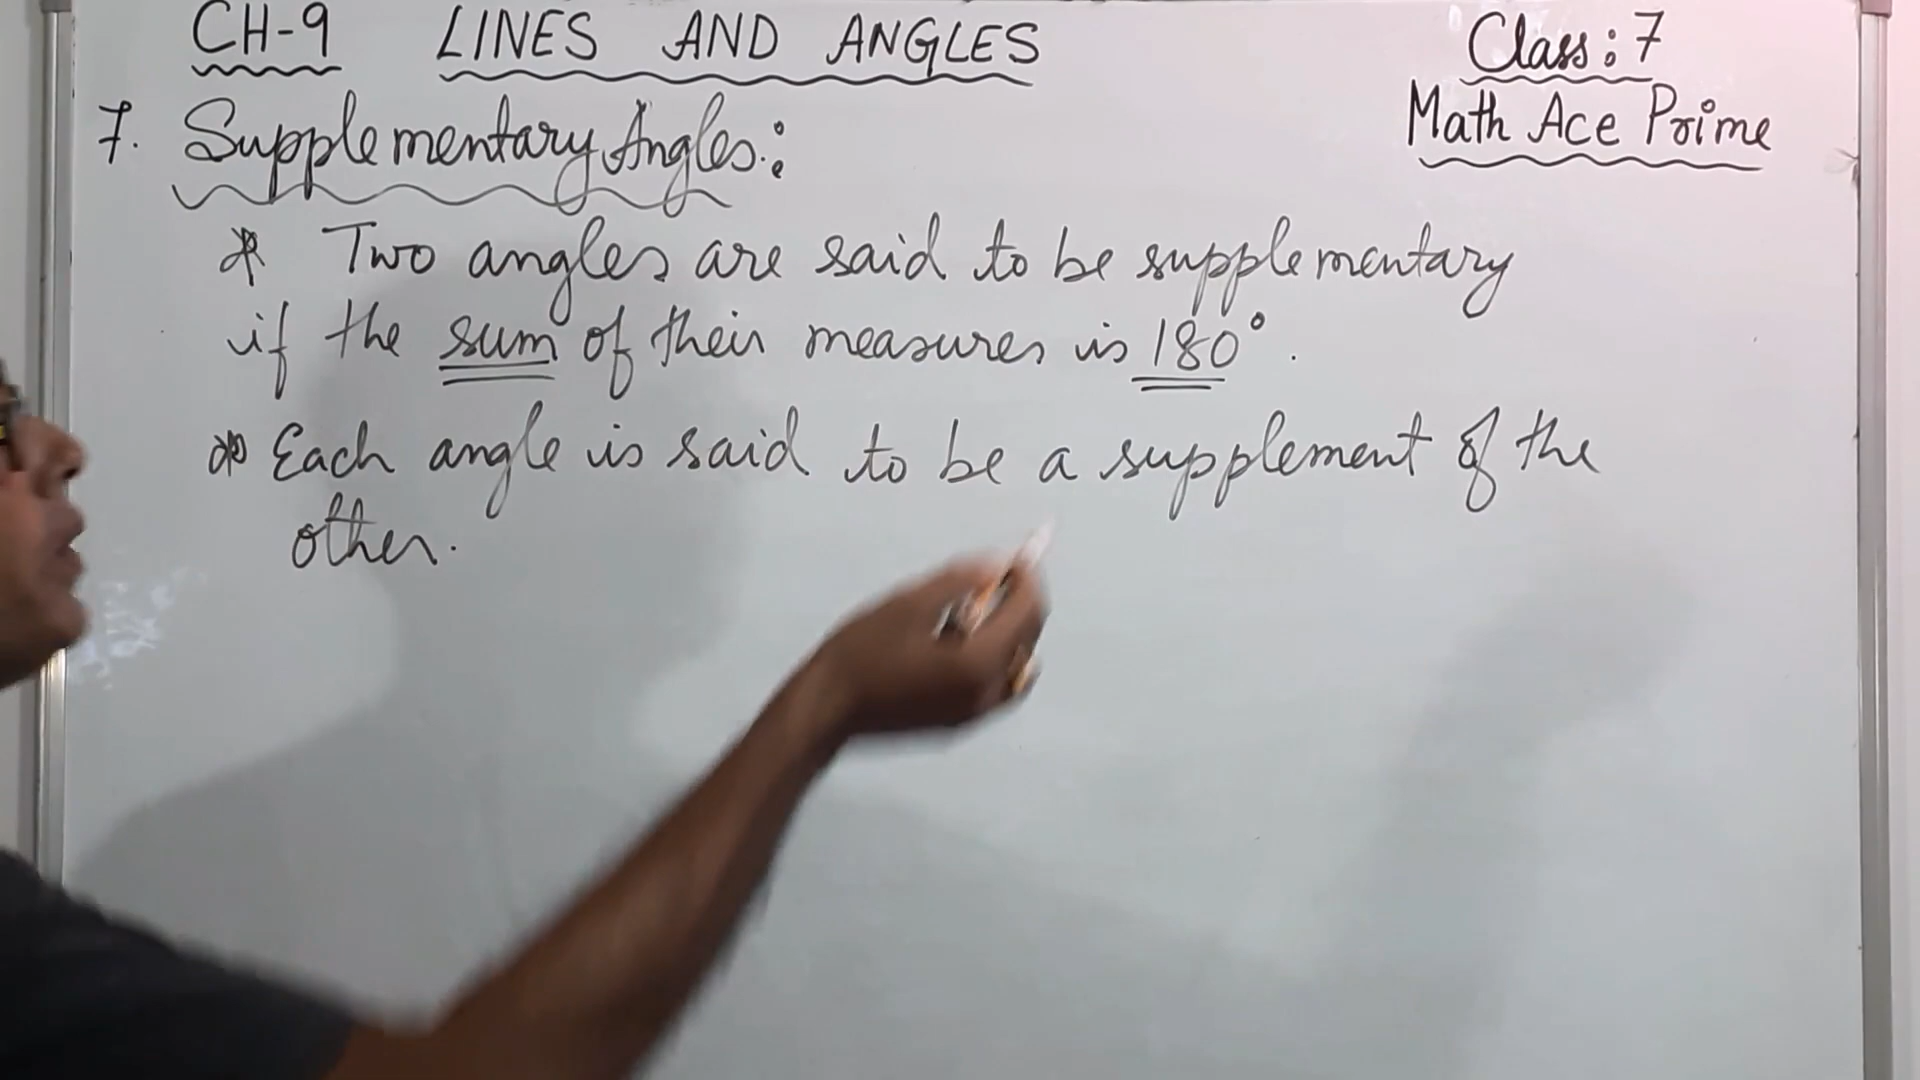 CH-9 LINES AND ANGLES
Class: 7
Math Ace Prime
7. Supplementary Angles:
* Two angles are said to be supplementary
if the sum of their measures is 180°.
* Each angle is said to be a supplement of the
other.